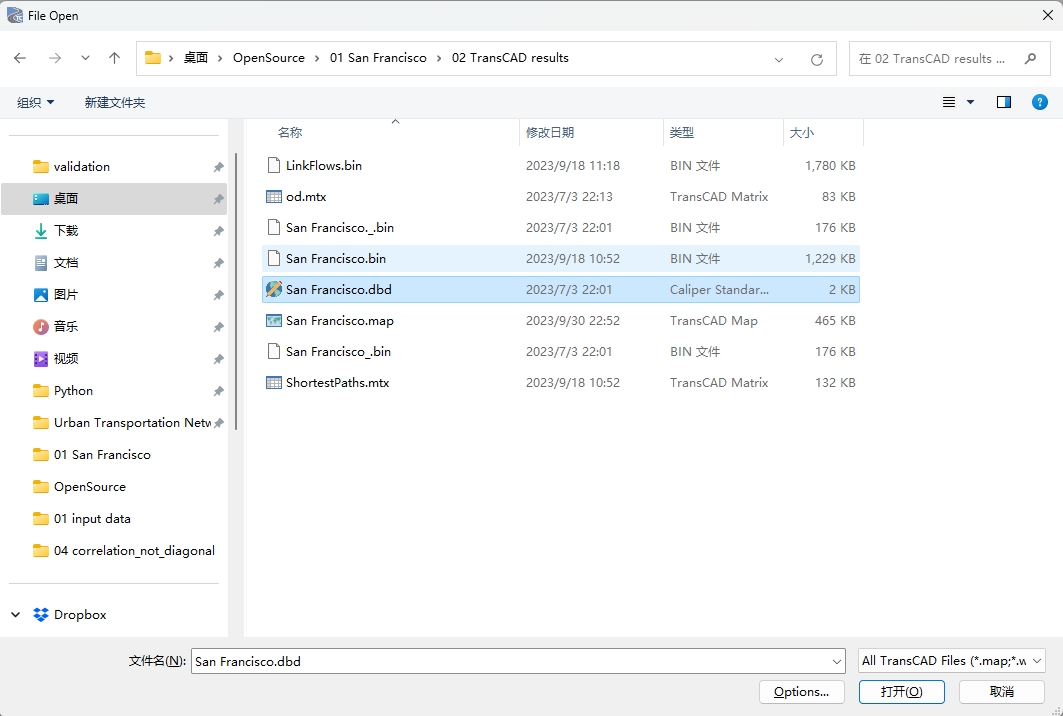 File Open
桌面 › OpenSource › 01 San Francisco › 02 TransCAD results
在 02 TransCAD results ...
组织
新建文件夹
validation
桌面
下载
文档
图片
音乐
视频
Python
Urban Transportation Netw
01 San Francisco
OpenSource
01 input data
04 correlation_not_diagonal
Dropbox
名称 修改日期 类型 大小
LinkFlows.bin 2023/9/18 11:18 BIN 文件 1,780 KB
od.mtx 2023/7/3 22:13 TransCAD Matrix 83 KB
San Francisco._.bin 2023/7/3 22:01 BIN 文件 176 KB
San Francisco.bin 2023/9/18 10:52 BIN 文件 1,229 KB
San Francisco.dbd 2023/7/3 22:01 Caliper Standar... 2 KB
San Francisco.map 2023/9/30 22:52 TransCAD Map 465 KB
San Francisco_.bin 2023/7/3 22:01 BIN 文件 176 KB
ShortestPaths.mtx 2023/9/18 10:52 TransCAD Matrix 132 KB
文件名(N): San Francisco.dbd
All TransCAD Files (*.map;*.w
Options...
打开(O)
取消